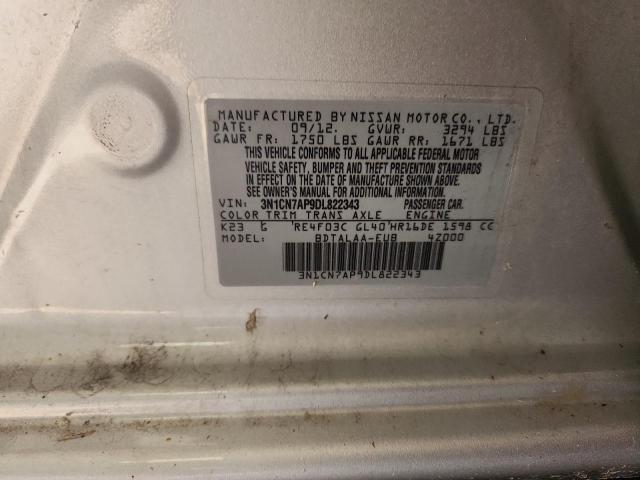 MANUFACTURED BY NISSAN MOTOR CO., LTD.
DATE: 09/12. GVWR: 3294 LBS
GAWR FR: 1750 LBS GAWR RR: 1671 LBS
THIS VEHICLE CONFORMS TO ALL APPLICABLE FEDERAL MOTOR
VEHICLE SAFETY, BUMPER AND THEFT PREVENTION STANDARDS
IN EFFECT ON THE DATE OF MANUFACTURE SHOWN ABOVE.
SEE OWNER'S MANUAL FOR ADDITIONAL INFORMATION.
VIN: 3N1CN7AP9DL822343 PASSENGER CAR.
COLOR TRIM TRANS AXLE ENGINE
K23 G RE4F03C GL40 HR16DE 1598 CC
MODEL: BDTALAA-EUB 4Z000
3N1CN7AP9DL822343